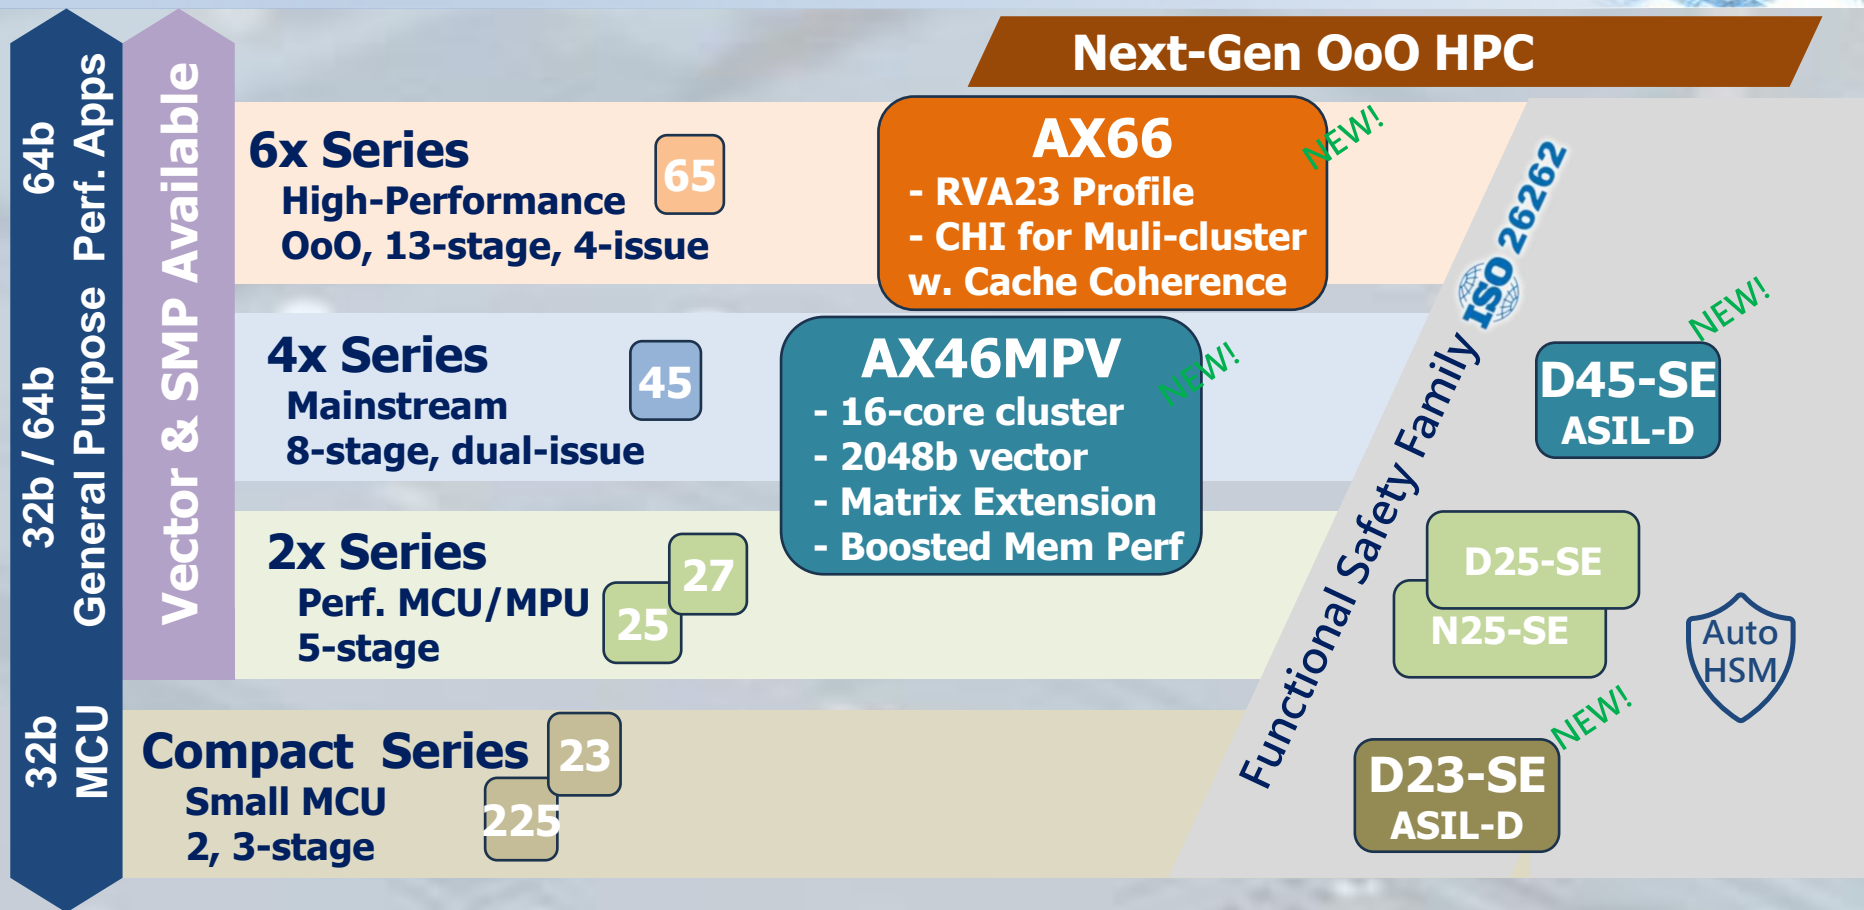 Next-Gen OoO HPC
64b
Perf. Apps
32b / 64b
General Purpose
32b
MCU
Vector & SMP Available
6x Series
High-Performance
OoO, 13-stage, 4-issue
65
AX66
- RVA23 Profile
- CHI for Muli-cluster
w. Cache Coherence
NEW!
4x Series
Mainstream
8-stage, dual-issue
45
AX46MPV
- 16-core cluster
- 2048b vector
- Matrix Extension
- Boosted Mem Perf
NEW!
2x Series
Perf. MCU/MPU
5-stage
27
25
Compact Series
Small MCU
2, 3-stage
23
225
Functional Safety Family
ISO 26262
NEW!
D45-SE
ASIL-D
D25-SE
N25-SE
Auto
HSM
NEW!
D23-SE
ASIL-D